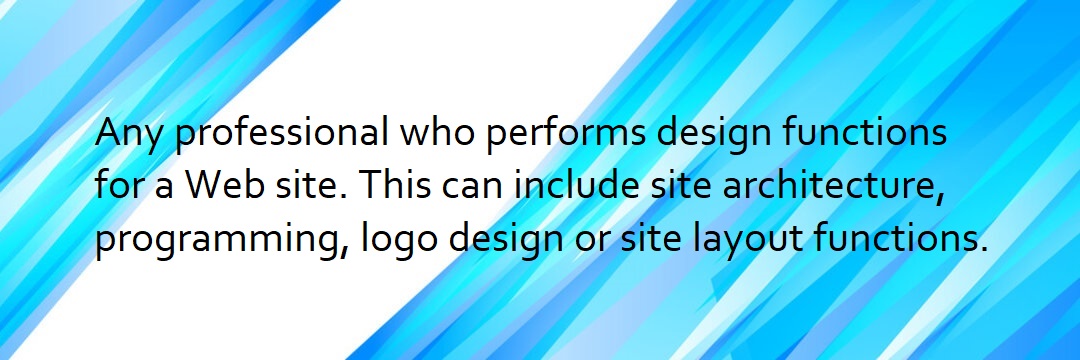 Any professional who performs design functions
for a Web site. This can include site architecture,
programming, logo design or site layout functions.